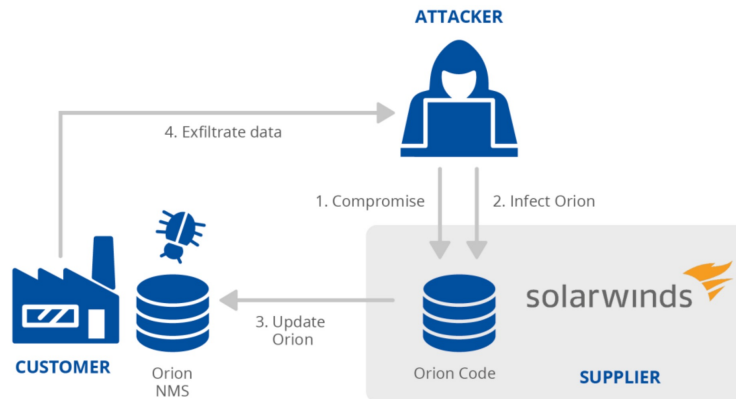 ATTACKER
4. Exfiltrate data
1. Compromise
2. Infect Orion
solarwinds
3. Update
Orion
CUSTOMER
Orion
NMS
Orion Code
SUPPLIER